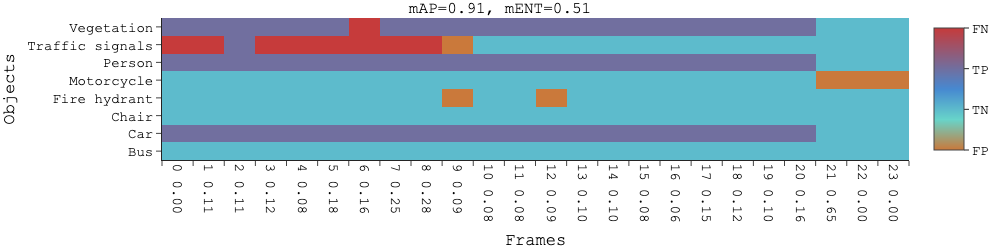 mAP=0.91, mENT=0.51
Objects
Vegetation
Traffic signals
Person
Motorcycle
Fire hydrant
Chair
Car
Bus
0 0.00
1 0.11
2 0.11
3 0.12
4 0.08
5 0.18
6 0.16
7 0.25
8 0.28
9 0.09
10 0.08
11 0.08
12 0.09
13 0.10
14 0.10
15 0.08
16 0.06
17 0.15
18 0.12
19 0.10
20 0.16
21 0.65
22 0.00
23 0.00
Frames
FN
TP
TN
FP